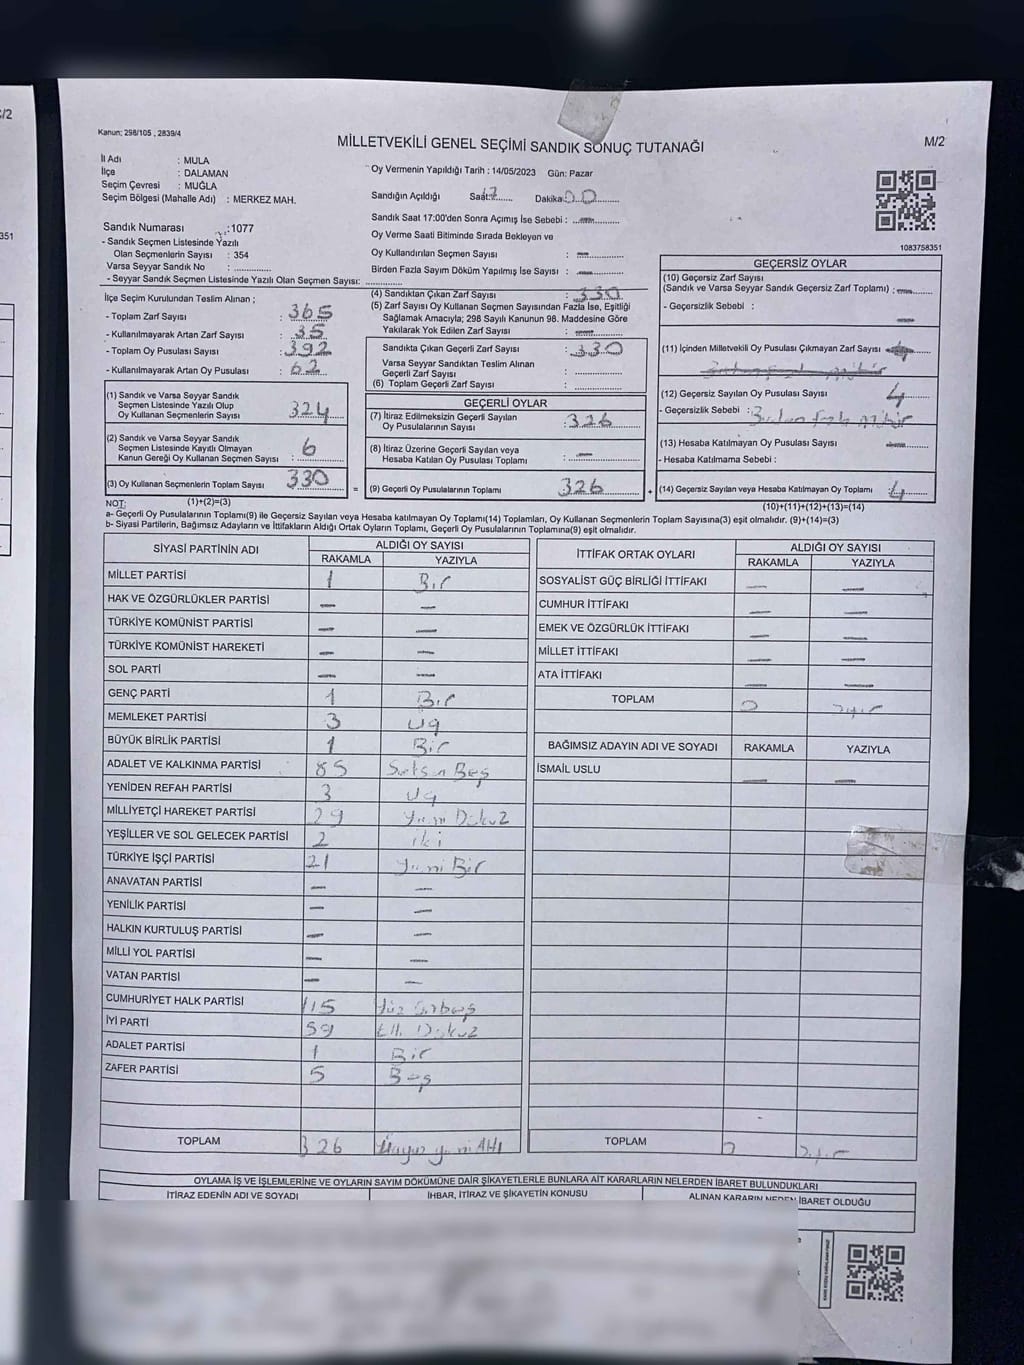 /2
351
Kanun; 298/105 , 2839/4
MİLLETVEKİLİ GENEL SEÇİMİ SANDIK SONUÇ TUTANAĞI
M/2
İl Adı : MULA
İlçe : DALAMAN
Seçim Çevresi : MUĞLA
Seçim Bölgesi (Mahalle Adı) : MERKEZ MAH.
Sandık Numarası : 1077
- Sandık Seçmen Listesinde Yazılı
Olan Seçmenlerin Sayısı : 354
Varsa Seyyar Sandık No : ..............
- Seyyar Sandık Seçmen Listesinde Yazılı Olan Seçmen Sayısı: ..............
Oy Vermenin Yapıldığı Tarih : 14/05/2023 Gün: Pazar
Sandığın Açıldığı Saat: 17 Dakika: 00
Sandık Saat 17:00'den Sonra Açımış İse Sebebi : —
Oy Verme Saati Bitiminde Sırada Bekleyen ve
Oy Kullandırılan Seçmen Sayısı : —
Birden Fazla Sayım Döküm Yapılmış İse Sayısı : —
1083758351
İlçe Seçim Kurulundan Teslim Alınan ;
- Toplam Zarf Sayısı : 365
- Kullanılmayarak Artan Zarf Sayısı : 35
- Toplam Oy Pusulası Sayısı : 392
- Kullanılmayarak Artan Oy Pusulası : 62
(1) Sandık ve Varsa Seyyar Sandık
Seçmen Listesinde Yazılı Olup
Oy Kullanan Seçmenlerin Sayısı : 324
(2) Sandık ve Varsa Seyyar Sandık
Seçmen Listesinde Kayıtlı Olmayan
Kanun Gereği Oy Kullanan Seçmen Sayısı : 6
(3) Oy Kullanan Seçmenlerin Toplam Sayısı : 330
(1)+(2)=(3)
(4) Sandıktan Çıkan Zarf Sayısı : 330
(5) Zarf Sayısı Oy Kullanan Seçmen Sayısından Fazla İse, Eşitliği
Sağlamak Amacıyla; 298 Sayılı Kanunun 98. Maddesine Göre
Yakılarak Yok Edilen Zarf Sayısı : —
Sandıkta Çıkan Geçerli Zarf Sayısı : 330
Varsa Seyyar Sandıktan Teslim Alınan
Geçerli Zarf Sayısı : ..............
(6) Toplam Geçerli Zarf Sayısı : ..............
GEÇERLİ OYLAR
(7) İtiraz Edilmeksizin Geçerli Sayılan
Oy Pusulalarının Sayısı : 326
(8) İtiraz Üzerine Geçerli Sayılan veya
Hesaba Katılan Oy Pusulası Toplamı : —
= (9) Geçerli Oy Pusulalarının Toplamı 326 +
GEÇERSİZ OYLAR
(10) Geçersiz Zarf Sayısı
(Sandık ve Varsa Seyyar Sandık Geçersiz Zarf Toplamı) : —
- Geçersizlik Sebebi : —
(11) İçinden Milletvekili Oy Pusulası Çıkmayan Zarf Sayısı
(12) Geçersiz Sayılan Oy Pusulası Sayısı : 4
- Geçersizlik Sebebi : Birden fazla mühür
(13) Hesaba Katılmayan Oy Pusulası Sayısı : —
- Hesaba Katılmama Sebebi :
(14) Geçersiz Sayılan veya Hesaba Katılmayan Oy Toplamı : 4
(10)+(11)+(12)+(13)=(14)
NOT:
a- Geçerli Oy Pusulalarının Toplamı(9) ile Geçersiz Sayılan veya Hesaba katılmayan Oy Toplamı(14) Toplamları, Oy Kullanan Seçmenlerin Toplam Sayısına(3) eşit olmalıdır. (9)+(14)=(3)
b- Siyasi Partilerin, Bağımsız Adayların ve İttifakların Aldığı Ortak Oyların Toplamı, Geçerli Oy Pusulalarının Toplamına(9) eşit olmalıdır.
SİYASİ PARTİNİN ADI ALDIĞI OY SAYISI
RAKAMLA YAZIYLA
MİLLET PARTİSİ 1 Bir
HAK VE ÖZGÜRLÜKLER PARTİSİ — —
TÜRKİYE KOMÜNİST PARTİSİ — —
TÜRKİYE KOMÜNİST HAREKETİ — —
SOL PARTİ — —
GENÇ PARTİ 1 Bir
MEMLEKET PARTİSİ 3 Üç
BÜYÜK BİRLİK PARTİSİ 1 Bir
ADALET VE KALKINMA PARTİSİ 85 Seksen Beş
YENİDEN REFAH PARTİSİ 3 Üç
MİLLİYETÇİ HAREKET PARTİSİ 29 Yirmi Dokuz
YEŞİLLER VE SOL GELECEK PARTİSİ 2 iki
TÜRKİYE İŞÇİ PARTİSİ 21 Yirmi Bir
ANAVATAN PARTİSİ — —
YENİLİK PARTİSİ — —
HALKIN KURTULUŞ PARTİSİ — —
MİLLİ YOL PARTİSİ — —
VATAN PARTİSİ — —
CUMHURİYET HALK PARTİSİ 115 Yüz Onbeş
İYİ PARTİ 59 Elli Dokuz
ADALET PARTİSİ 1 Bir
ZAFER PARTİSİ 5 Beş
TOPLAM 326 Üçyüz yirmi Altı
İTTİFAK ORTAK OYLARI ALDIĞI OY SAYISI
RAKAMLA YAZIYLA
SOSYALİST GÜÇ BİRLİĞİ İTTİFAKI — —
CUMHUR İTTİFAKI — —
EMEK VE ÖZGÜRLÜK İTTİFAKI — —
MİLLET İTTİFAKI — —
ATA İTTİFAKI — —
TOPLAM 0 Sıfır
BAĞIMSIZ ADAYIN ADI VE SOYADI RAKAMLA YAZIYLA
İSMAİL USLU — —
TOPLAM 0 Sıfır
OYLAMA İŞ VE İŞLEMLERİNE VE OYLARIN SAYIM DÖKÜMÜNE DAİR ŞİKAYETLERLE BUNLARA AİT KARARLARIN NELERDEN İBARET BULUNDUKLARI
İTİRAZ EDENİN ADI VE SOYADI İHBAR, İTİRAZ VE ŞİKAYETİN KONUSU ALINAN KARARIN NEDEN İBARET OLDUĞU